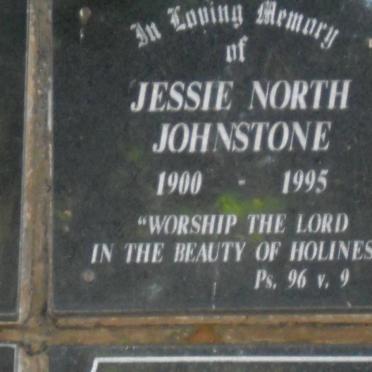 In Loving Memory
of
JESSIE NORTH
JOHNSTONE
1900 - 1995
"WORSHIP THE LORD
IN THE BEAUTY OF HOLINES
Ps. 96 v. 9